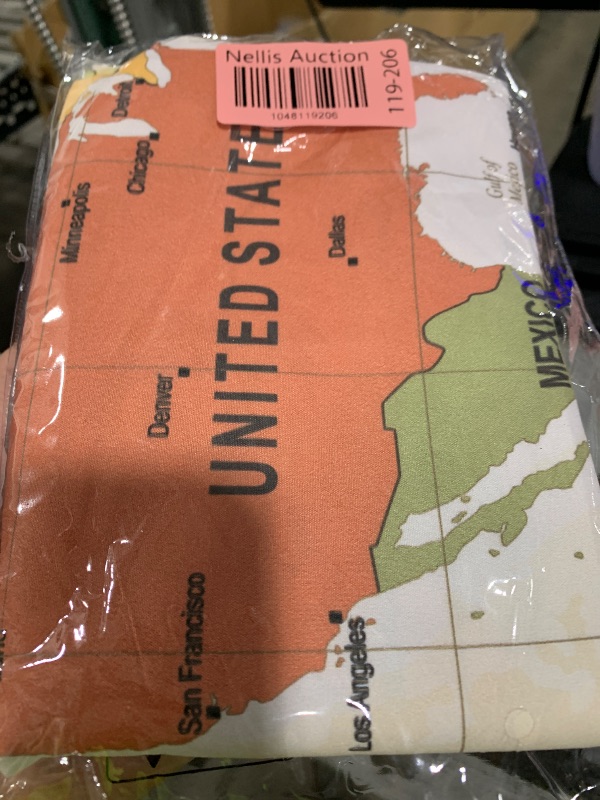 Nellis Auction
1048119206
119-206
Detroit
Chicago
Minneapolis
UNITED STATE
Dallas
Gulf of
Mexico
MEXICO
Denver
San Francisco
Los Angeles